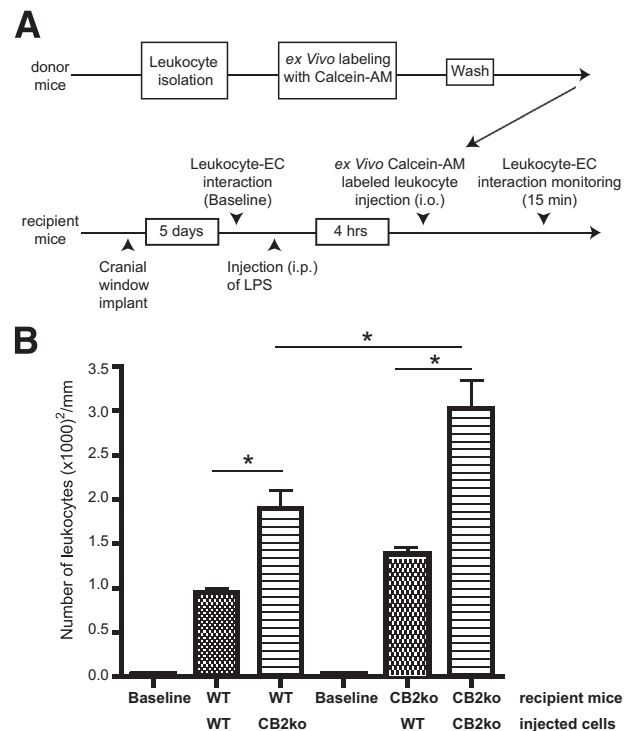 A
donor
mice
Leukocyte
isolation
ex Vivo labeling
with Calcein-AM
Wash
Leukocyte-EC
interaction
(Baseline)
ex Vivo Calcein-AM
labeled leukocyte
injection (i.o.)
Leukocyte-EC
interaction monitoring
(15 min)
recipient
mice
5 days
4 hrs
Cranial
window
implant
Injection (i.p.)
of LPS
B
*
*
*
Number of leukocytes (x1000)²/mm
3.5
3.0
2.5
2.0
1.5
1.0
0.5
0.0
Baseline WT WT Baseline CB2ko CB2ko recipient mice
WT CB2ko WT CB2ko injected cells